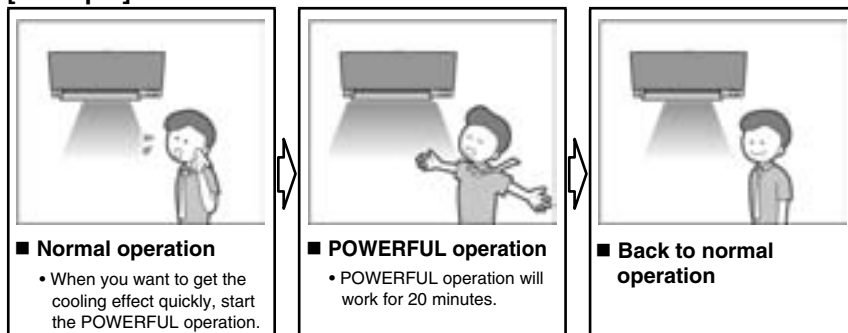 ■ Normal operation
• When you want to get the
cooling effect quickly, start
the POWERFUL operation.
■ POWERFUL operation
• POWERFUL operation will
work for 20 minutes.
■ Back to normal
operation